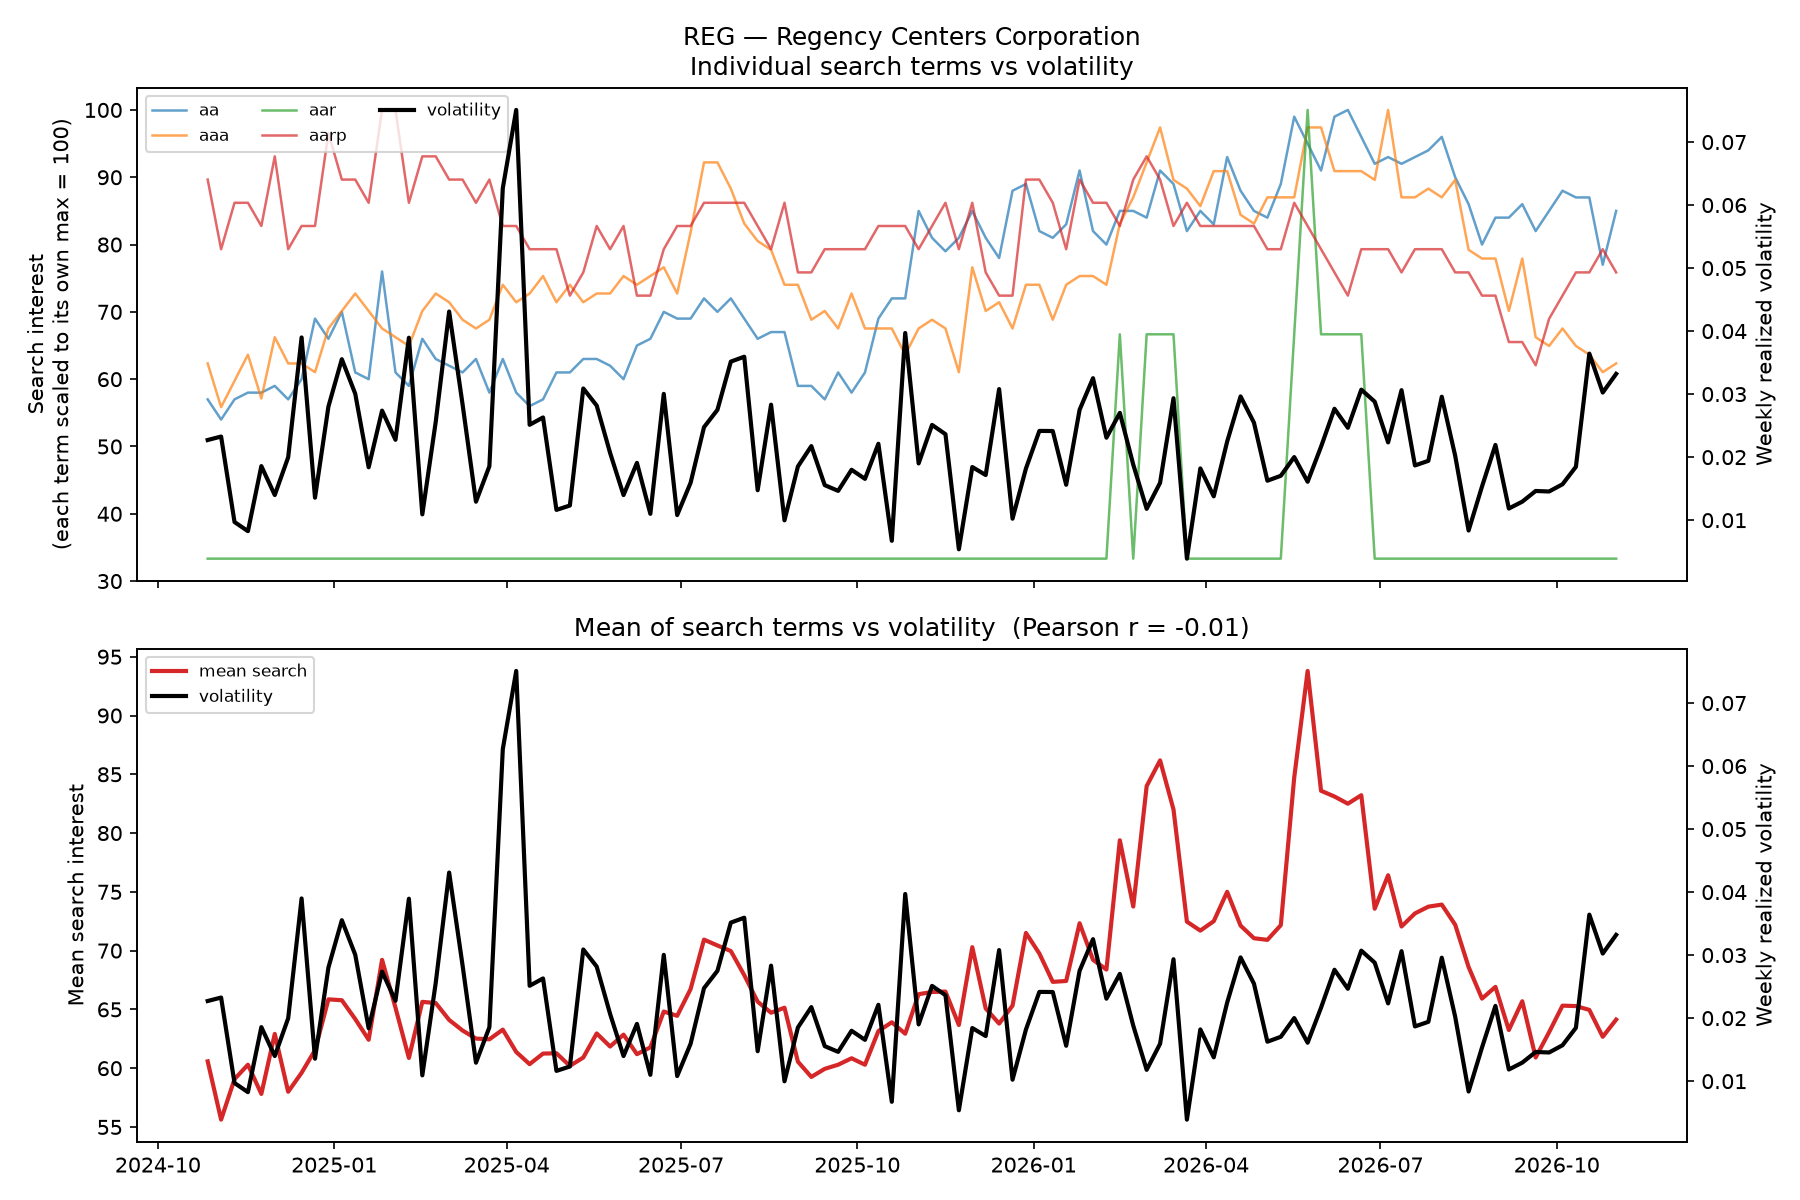 REG — Regency Centers Corporation
Individual search terms vs volatility
aa
aaa
aar
aarp
volatility
Search interest
(each term scaled to its own max = 100)
100
90
80
70
60
50
40
30
0.07
0.06
0.05
0.04
0.03
0.02
0.01
Weekly realized volatility
Mean of search terms vs volatility (Pearson r = -0.01)
mean search
volatility
Mean search interest
95
90
85
80
75
70
65
60
55
0.07
0.06
0.05
0.04
0.03
0.02
0.01
Weekly realized volatility
2024-10 2025-01 2025-04 2025-07 2025-10 2026-01 2026-04 2026-07 2026-10